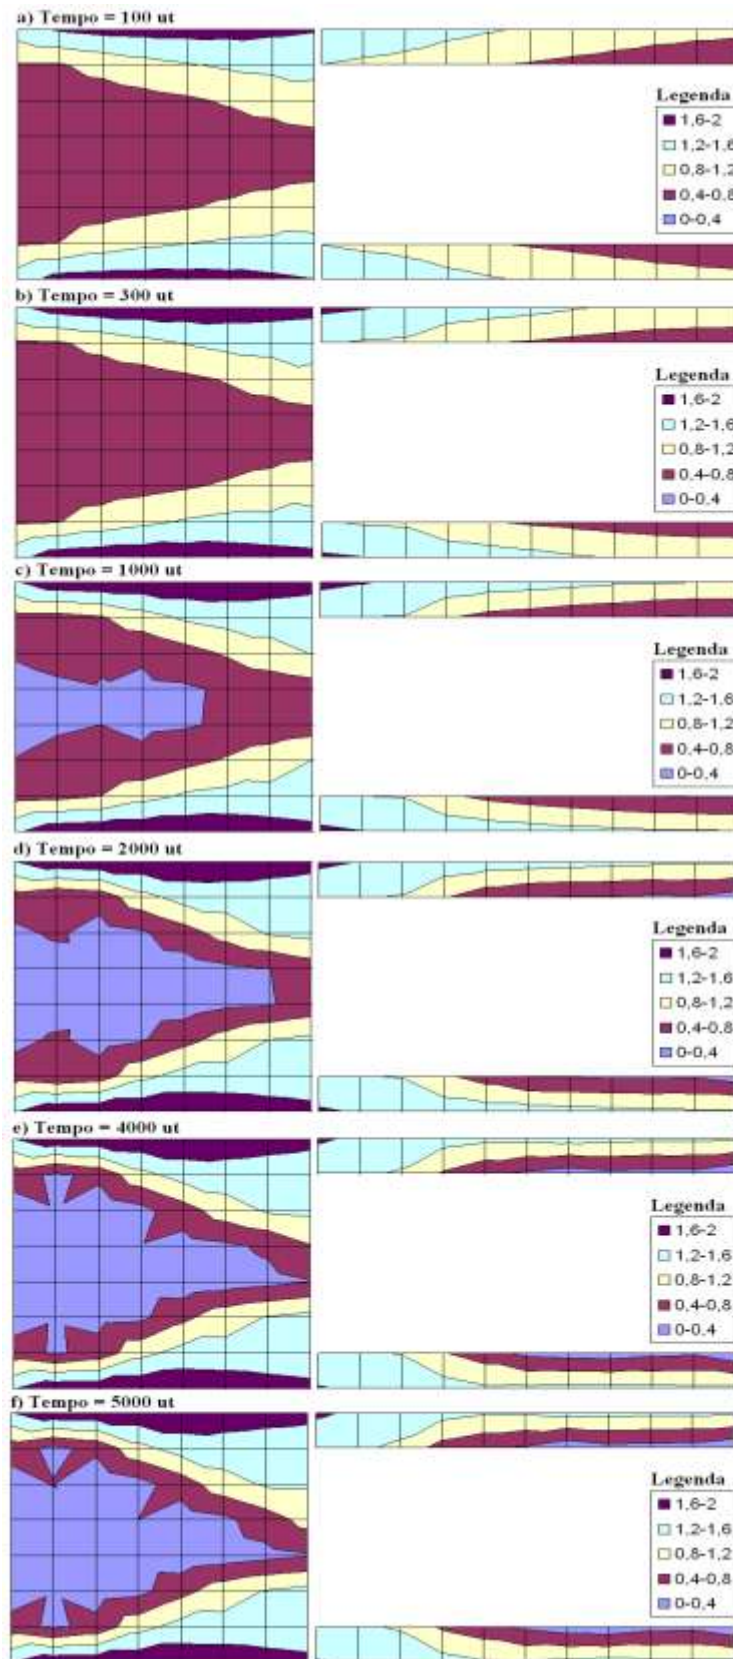 a) Tempo = 100 ut
Legenda
1,6-2
1,2-1,6
0,8-1,2
0,4-0,8
0-0,4
b) Tempo = 300 ut
Legenda
1,6-2
1,2-1,6
0,8-1,2
0,4-0,8
0-0,4
c) Tempo = 1000 ut
Legenda
1,6-2
1,2-1,6
0,8-1,2
0,4-0,8
0-0,4
d) Tempo = 2000 ut
Legenda
1,6-2
1,2-1,6
0,8-1,2
0,4-0,8
0-0,4
e) Tempo = 4000 ut
Legenda
1,6-2
1,2-1,6
0,8-1,2
0,4-0,8
0-0,4
f) Tempo = 5000 ut
Legenda
1,6-2
1,2-1,6
0,8-1,2
0,4-0,8
0-0,4